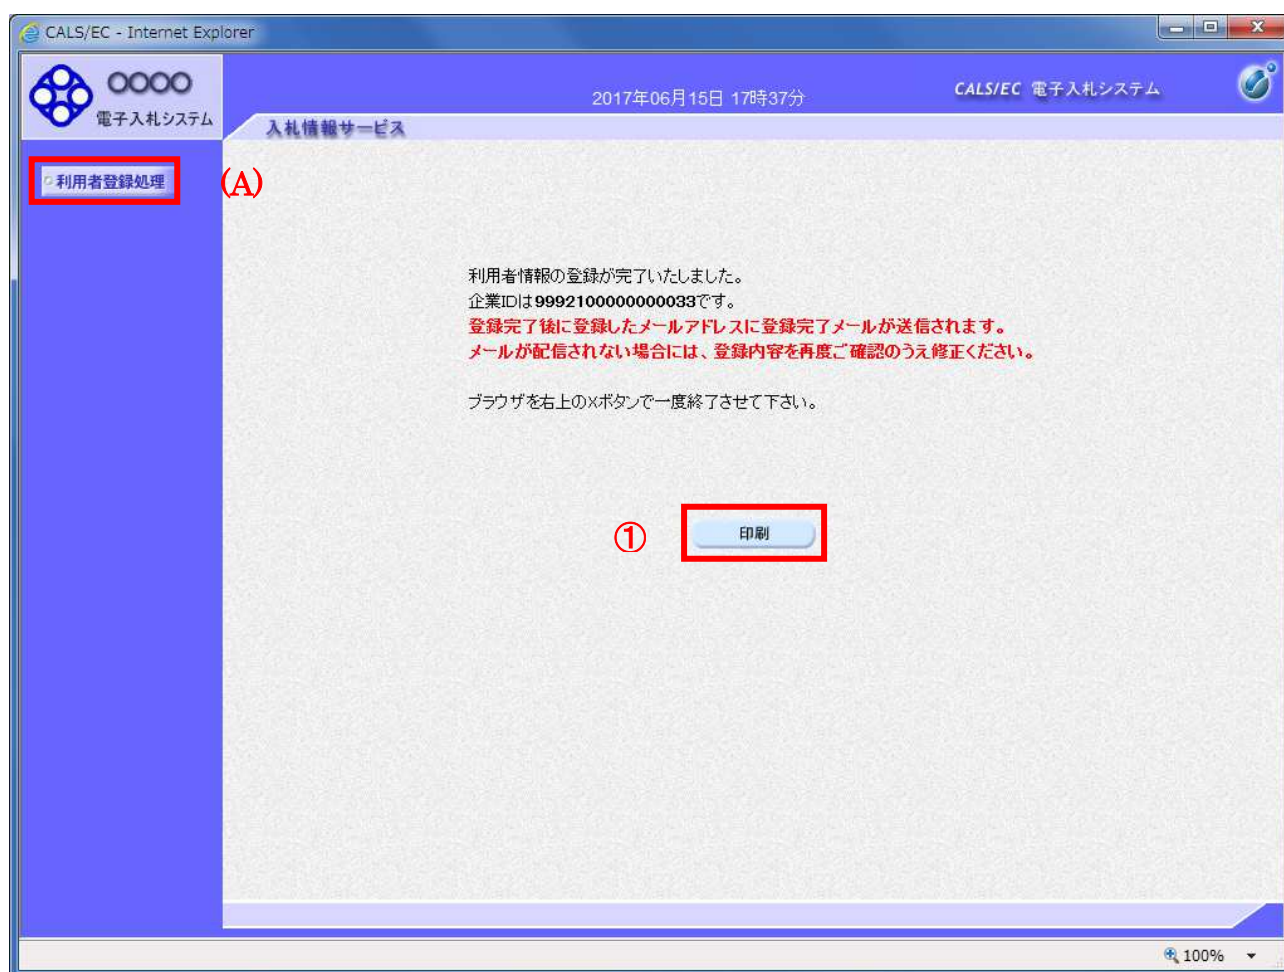 CALS/EC - Internet Explorer
〇〇〇〇
電子入札システム
2017年06月15日 17時37分
CALS/EC 電子入札システム
入札情報サービス
利用者登録処理
(A)
利用者情報の登録が完了いたしました。
企業IDは9992100000000033です。
登録完了後に登録したメールアドレスに登録完了メールが送信されます。
メールが配信されない場合には、登録内容を再度ご確認のうえ修正ください。
ブラウザを右上の×ボタンで一度終了させて下さい。
①
印刷
100%